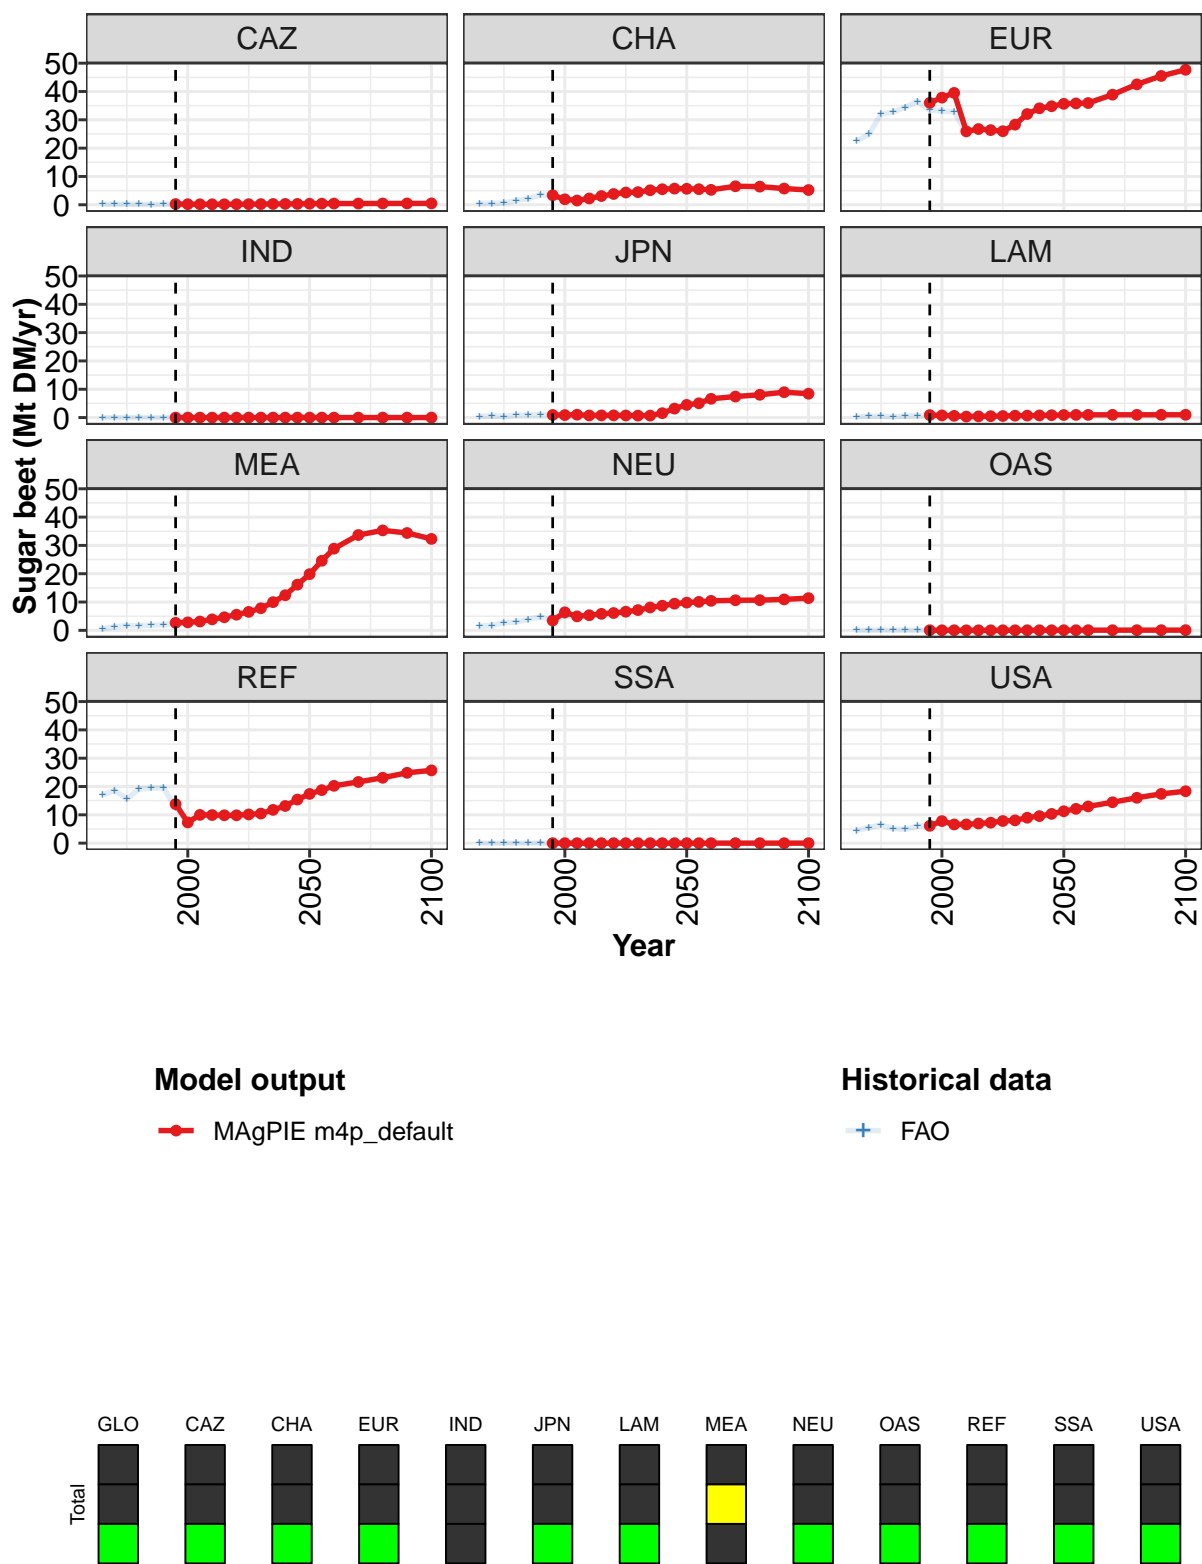 CAZ CHA EUR
50
40
30
20
10
0
IND JPN LAM
50
40
30
20
10
0
MEA NEU OAS
50
40
30
20
10
0
REF SSA USA
50
40
30
20
10
0
Sugar beet (Mt DM/yr)
2000 2050 2100 2000 2050 2100 2000 2050 2100
Year
Model output Historical data
MAgPIE m4p_default FAO
GLO CAZ CHA EUR IND JPN LAM MEA NEU OAS REF SSA USA
Total